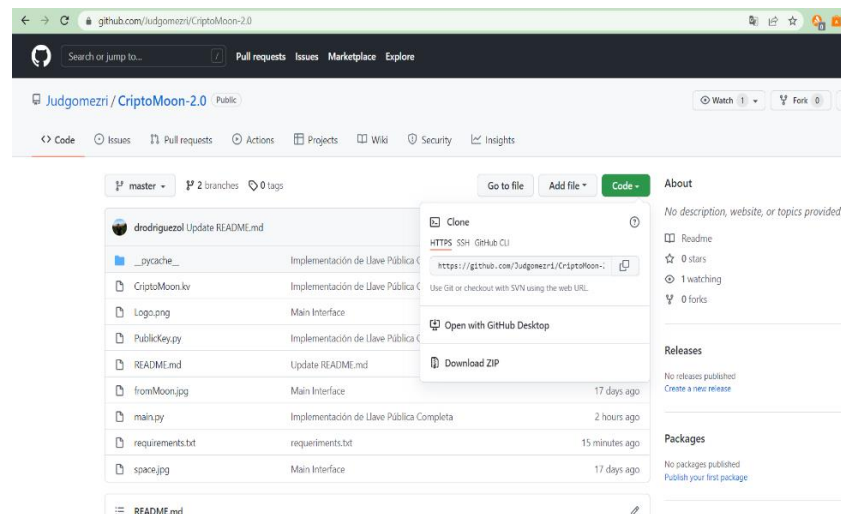 github.com/Judgomezri/CriptoMoon-2.0
Search or jump to... / Pull requests Issues Marketplace Explore
Judgomezri / CriptoMoon-2.0 Public
Watch 1 Fork 0
Code Issues Pull requests Actions Projects Wiki Security Insights
master 2 branches 0 tags Go to file Add file Code
drodriguezol Update README.md
__pycache__ Implementación de Llave Pública C
CriptoMoon.kv Implementación de Llave Pública C
Logo.png Main Interface
PublicKey.py Implementación de Llave Pública C
README.md Update README.md
fromMoon.jpg Main Interface 17 days ago
main.py Implementación de Llave Pública Completa 2 hours ago
requirements.txt requeriments.txt 15 minutes ago
space.jpg Main Interface 17 days ago
README.md
Clone
HTTPS SSH GitHub CLI
https://github.com/Judgomezri/CriptoMoon-
Use Git or checkout with SVN using the web URL.
Open with GitHub Desktop
Download ZIP
About
No description, website, or topics provided
Readme
0 stars
1 watching
0 forks
Releases
No releases published
Create a new release
Packages
No packages published
Publish your first package